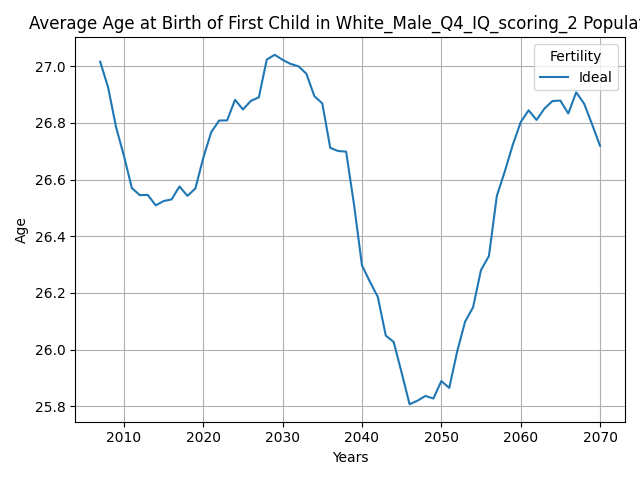 Average Age at Birth of First Child in White_Male_Q4_IQ_scoring_2 Populat
Fertility
Ideal
27.0
26.8
26.6
26.4
26.2
26.0
25.8
Age
2010 2020 2030 2040 2050 2060 2070
Years